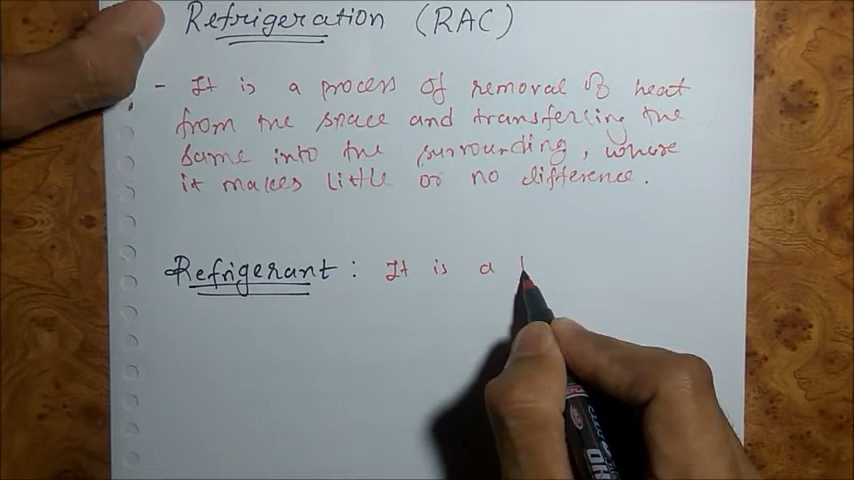 Refrigeration (RAC)
- It is a process of removal of heat
from the space and transferring the
same into the surrounding, where
it makes little or no difference.
Refrigerant : It is a